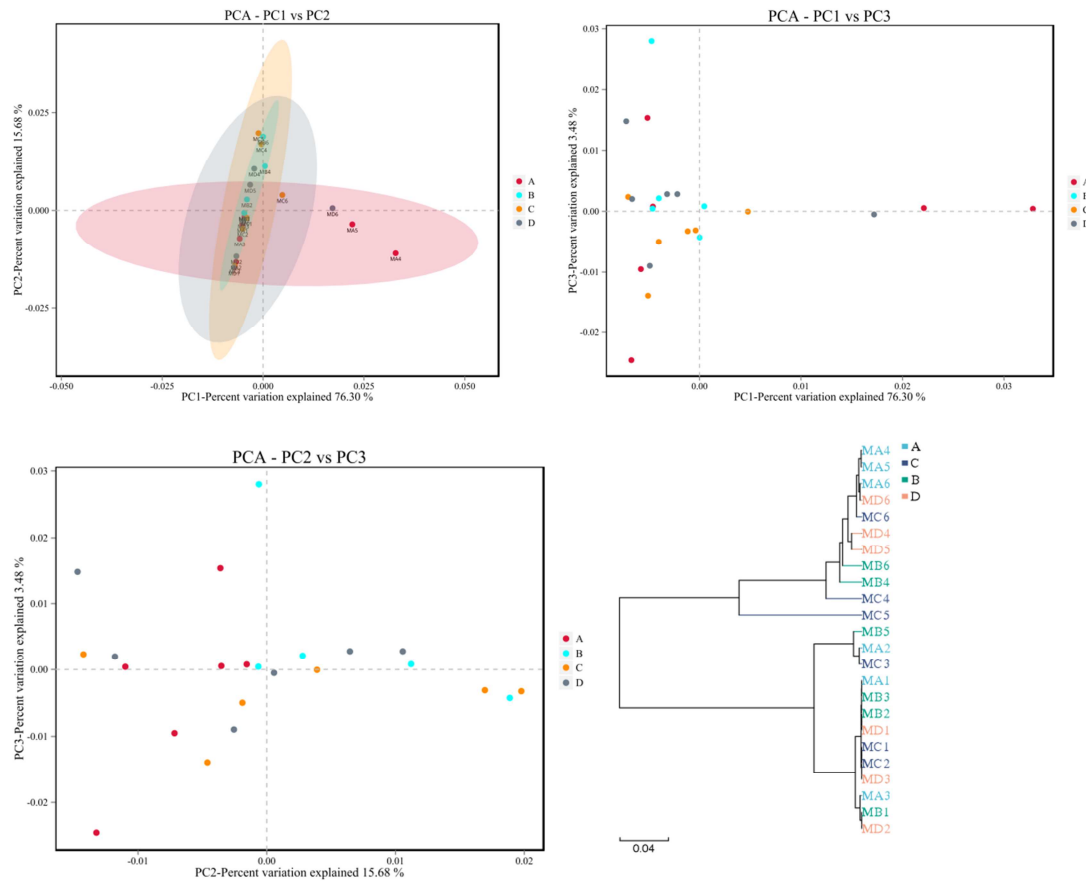 PCA - PC1 vs PC2
PC2-Percent variation explained 15.68 %
0.025
0.000
-0.025
-0.050
-0.025
0.000
0.025
0.050
PC1-Percent variation explained 76.30 %
MC4
MB4
MD4
MD5
MB2
MC6
MD6
MA5
MA4
A
B
C
D
PCA - PC1 vs PC3
PC3-Percent variation explained 3.48 %
0.03
0.02
0.01
0.00
-0.01
-0.02
0.00
0.01
0.02
0.03
PC1-Percent variation explained 76.30 %
A
D
PCA - PC2 vs PC3
PC3-Percent variation explained 3.48 %
0.03
0.02
0.01
0.00
-0.01
-0.02
-0.01
0.00
0.01
0.02
PC2-Percent variation explained 15.68 %
A
B
C
D
MA4
MA5
MA6
MD6
MC6
MD4
MD5
MB6
MB4
MC4
MC5
MB5
MA2
MC3
MA1
MB3
MB2
MD1
MC1
MC2
MD3
MA3
MB1
MD2
A
C
B
D
0.04